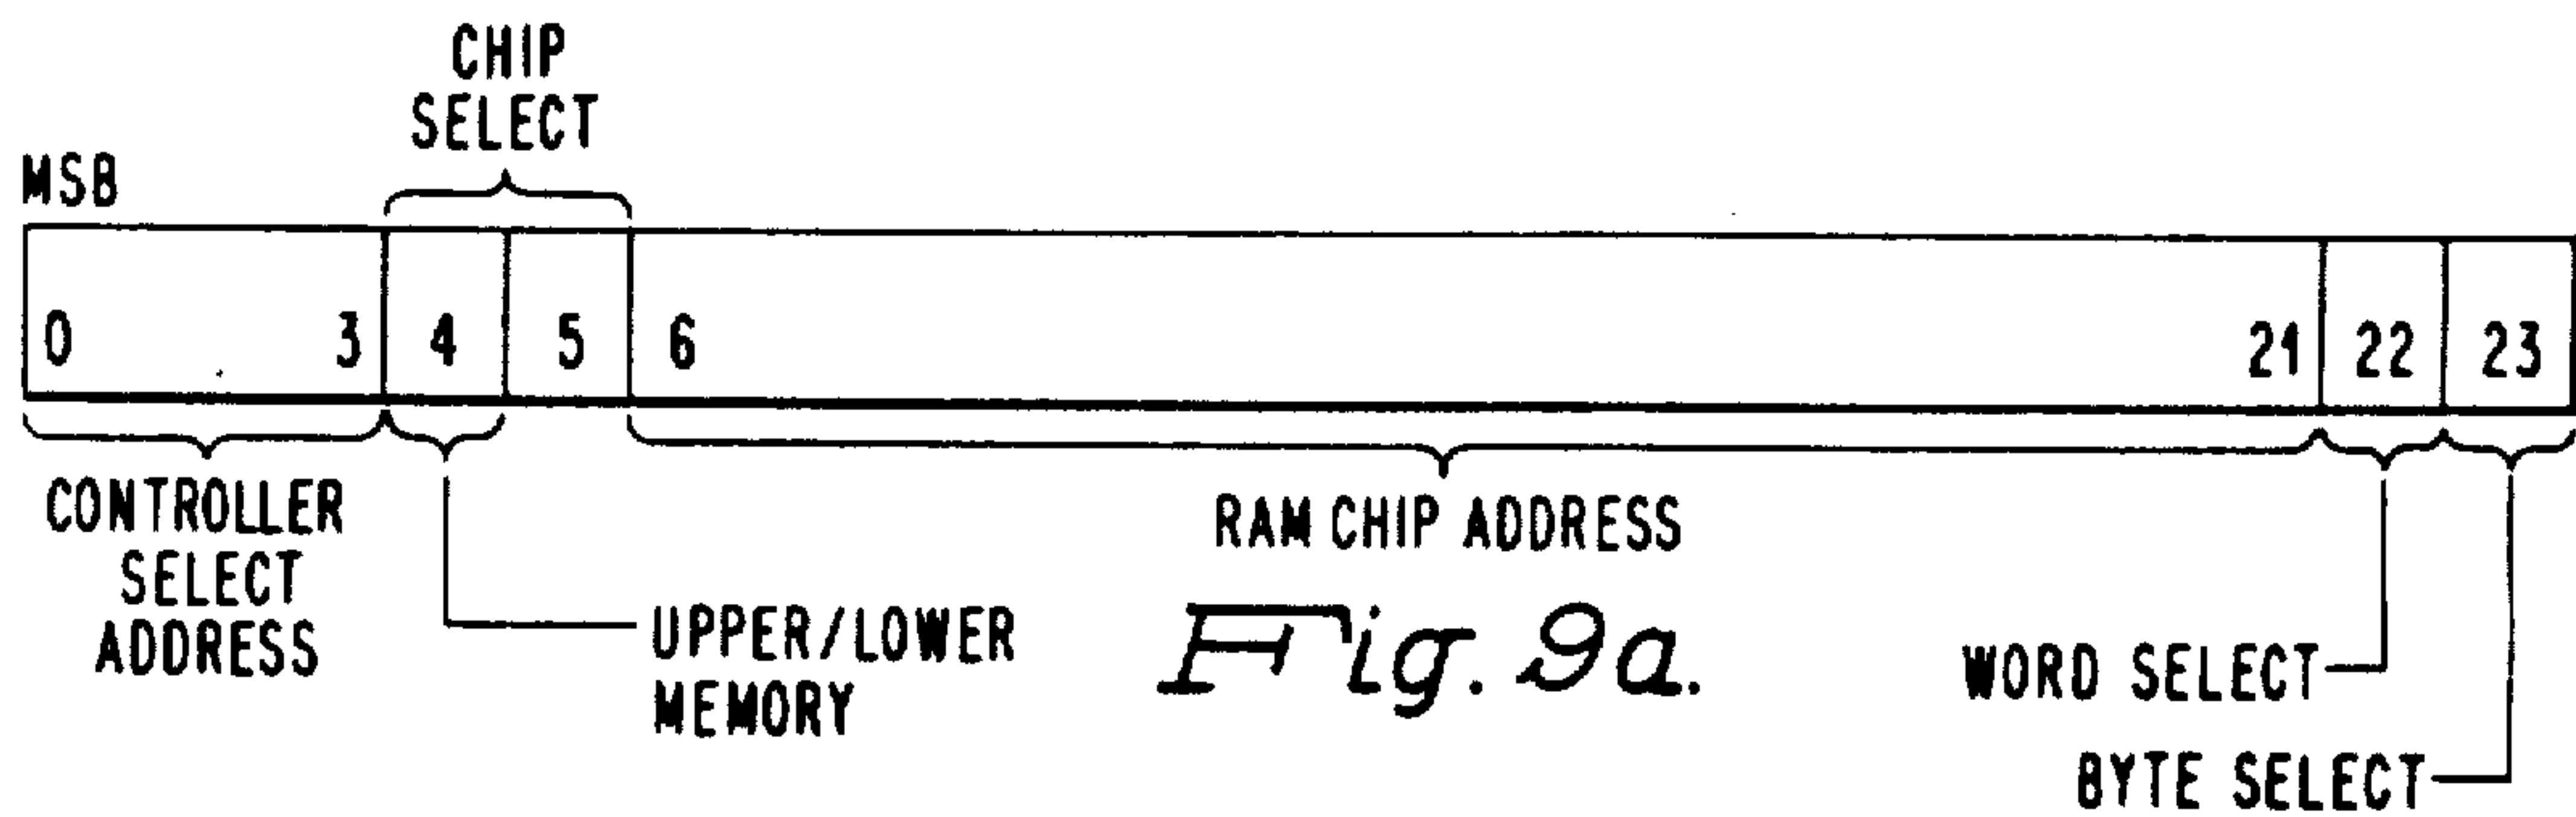 CHIP
SELECT
MSB
0 3 4 5 6 21 22 23
CONTROLLER
SELECT
ADDRESS
UPPER/LOWER
MEMORY
RAM CHIP ADDRESS
Fig. 9a.
WORD SELECT
BYTE SELECT